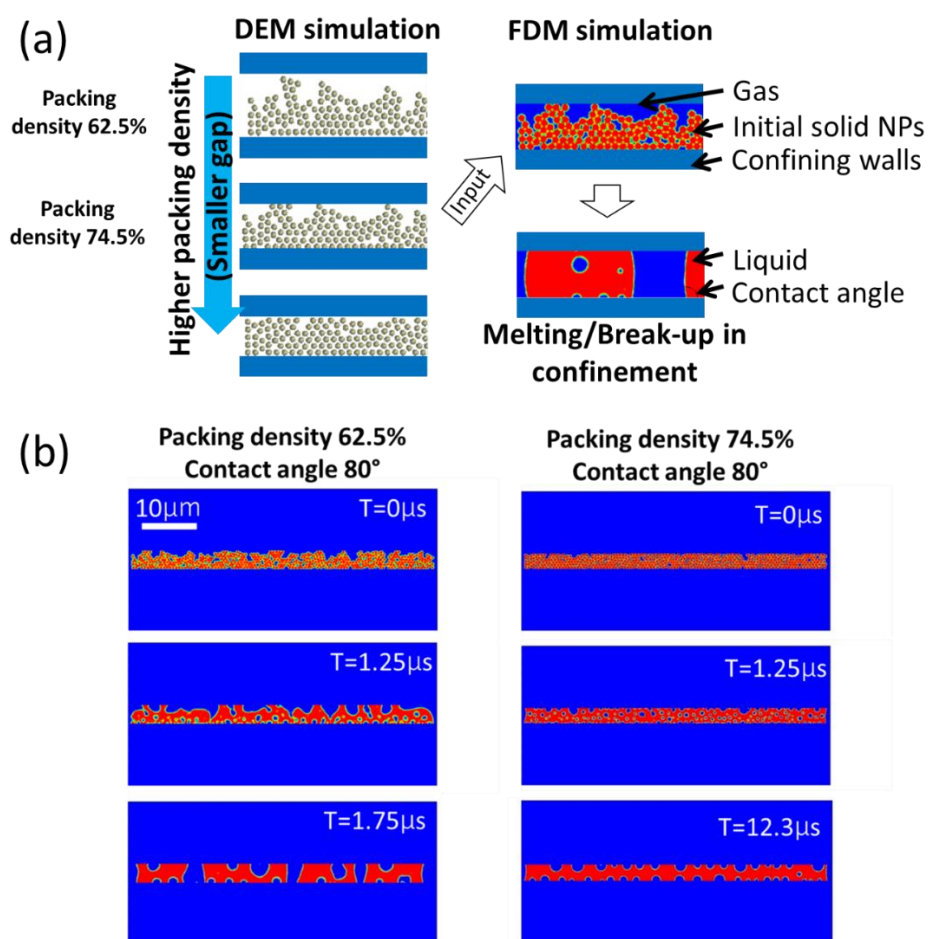 (a)
DEM simulation
FDM simulation
Packing
density 62.5%
Packing
density 74.5%
Higher packing density
(Smaller gap)
Input
Gas
Initial solid NPs
Confining walls
Liquid
Contact angle
Melting/Break-up in
confinement
(b)
Packing density 62.5%
Contact angle 80°
Packing density 74.5%
Contact angle 80°
10μm
T=0μs
T=0μs
T=1.25μs
T=1.25μs
T=1.75μs
T=12.3μs